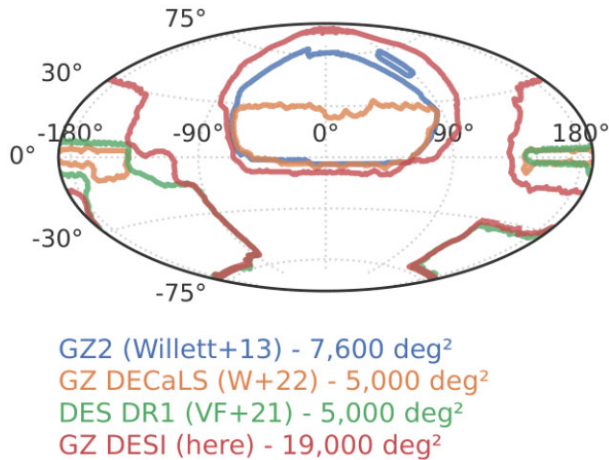 75°
30°
-180° -90° 0° 90° 180°
0°
-30°
-75°
GZ2 (Willett+13) - 7,600 deg²
GZ DECaLS (W+22) - 5,000 deg²
DES DR1 (VF+21) - 5,000 deg²
GZ DESI (here) - 19,000 deg²